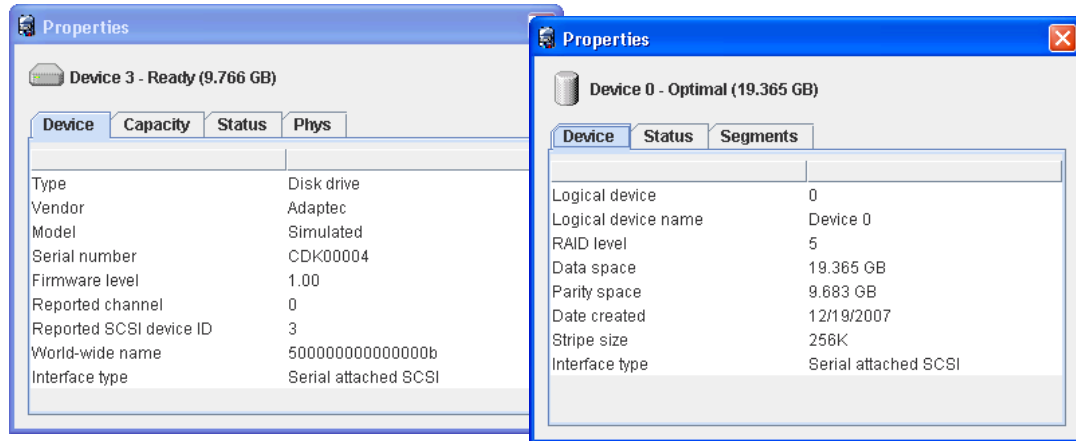 Properties
Device 3 - Ready (9.766 GB)
Device Capacity Status Phys
Type Disk drive
Vendor Adaptec
Model Simulated
Serial number CDK00004
Firmware level 1.00
Reported channel 0
Reported SCSI device ID 3
World-wide name 500000000000000b
Interface type Serial attached SCSI
Properties
Device 0 - Optimal (19.365 GB)
Device Status Segments
Logical device 0
Logical device name Device 0
RAID level 5
Data space 19.365 GB
Parity space 9.683 GB
Date created 12/19/2007
Stripe size 256K
Interface type Serial attached SCSI